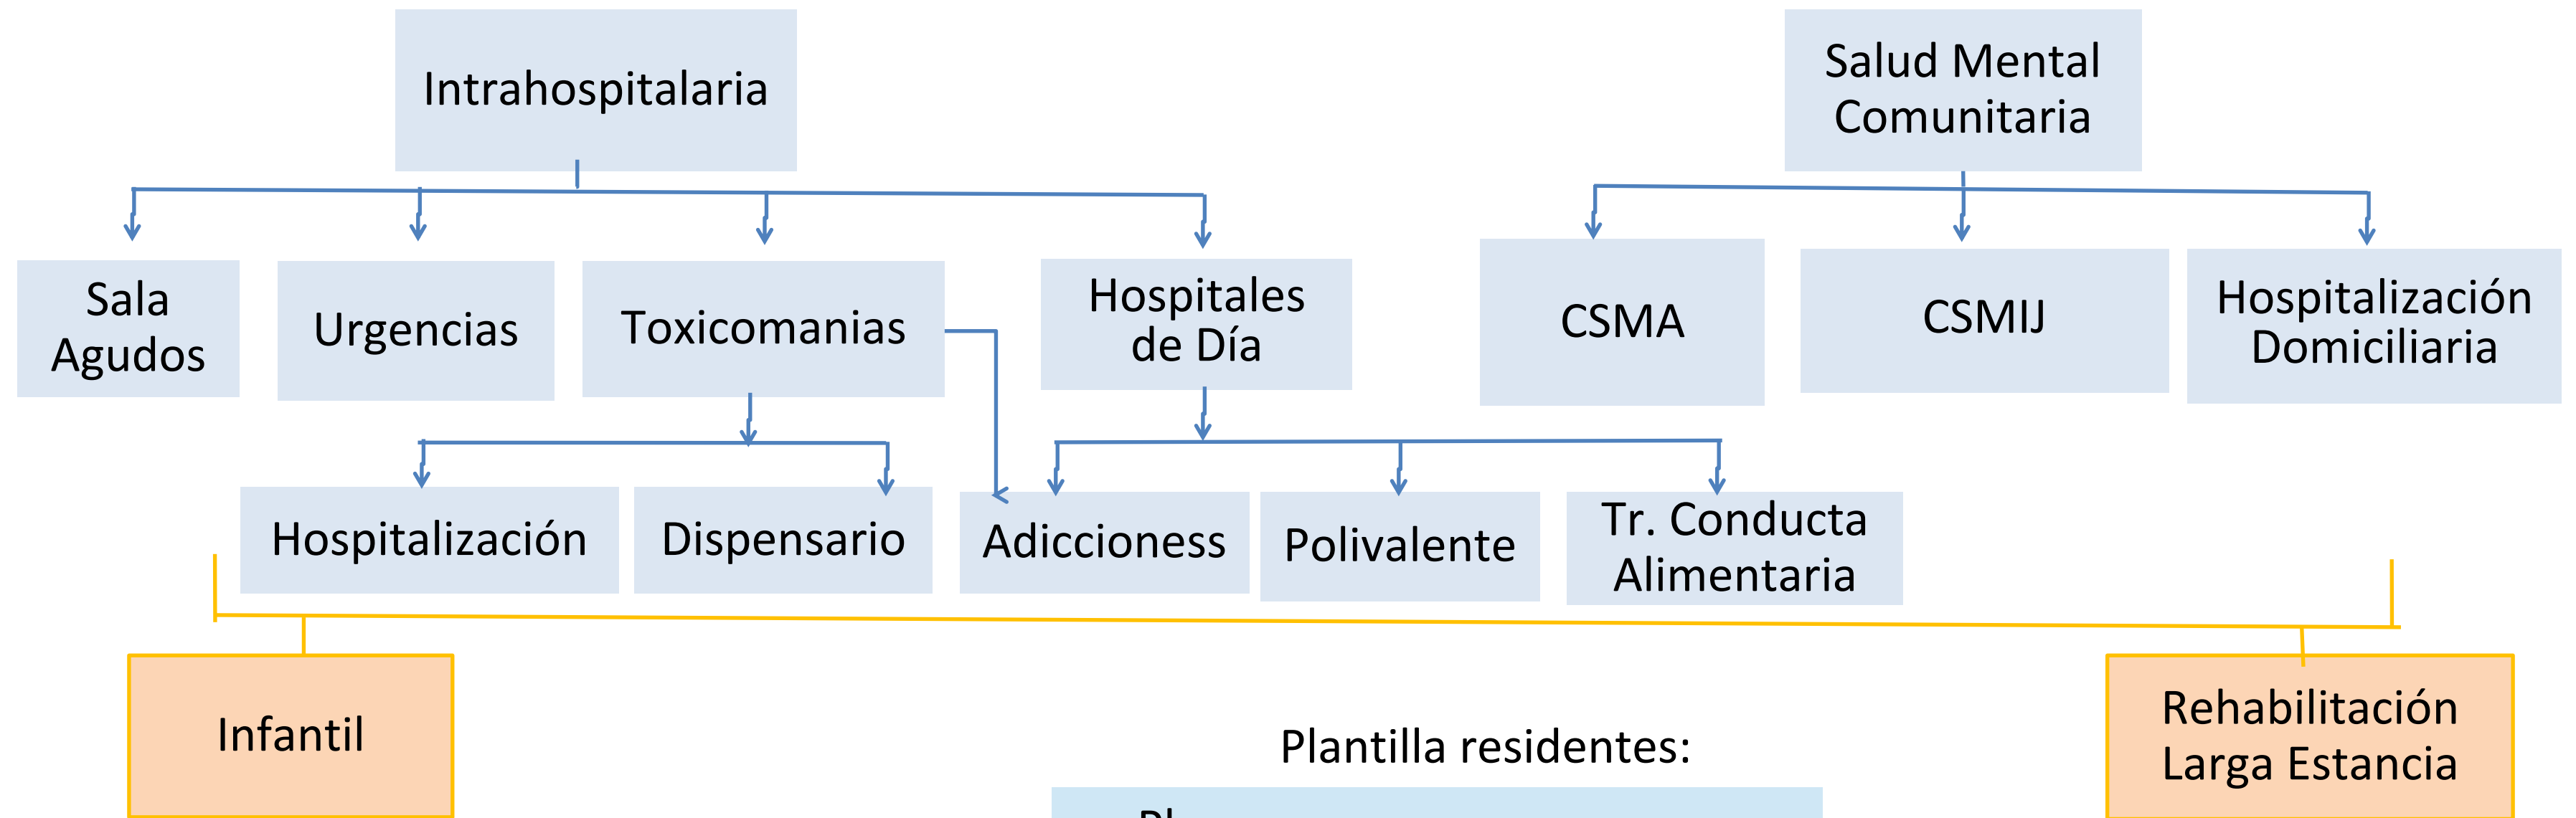 Intrahospitalaria
Salud Mental
Comunitaria
Sala
Agudos
Urgencias
Toxicomanias
Hospitales
de Día
CSMA
CSMIJ
Hospitalización
Domiciliaria
Hospitalización
Dispensario
Adiccioness
Polivalente
Tr. Conducta
Alimentaria
Infantil
Plantilla residentes:
Rehabilitación
Larga Estancia